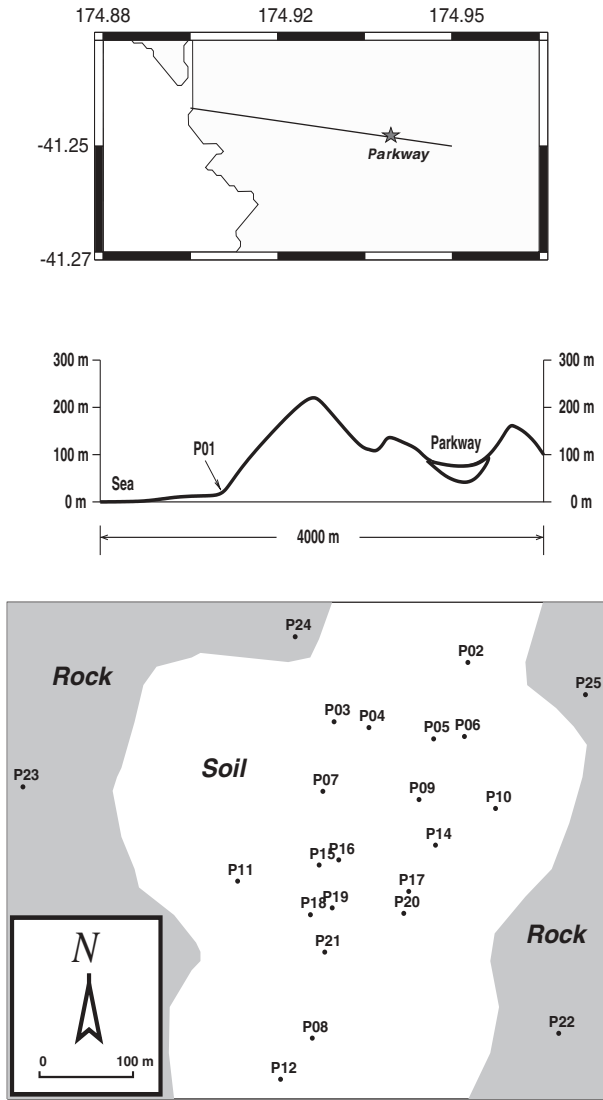 174.88 174.92 174.95
-41.25
Parkway
-41.27
300 m 300 m
200 m 200 m
100 m 100 m
0 m 0 m
P01
Parkway
Sea
4000 m
P24
P02
Rock
P25
P03
P04
P05 P06
Soil
P23
P07
P09
P10
P14
P15 P16
P11
P17
P18 P19
P20
Rock
N
P21
P22
P08
0 100 m
P12